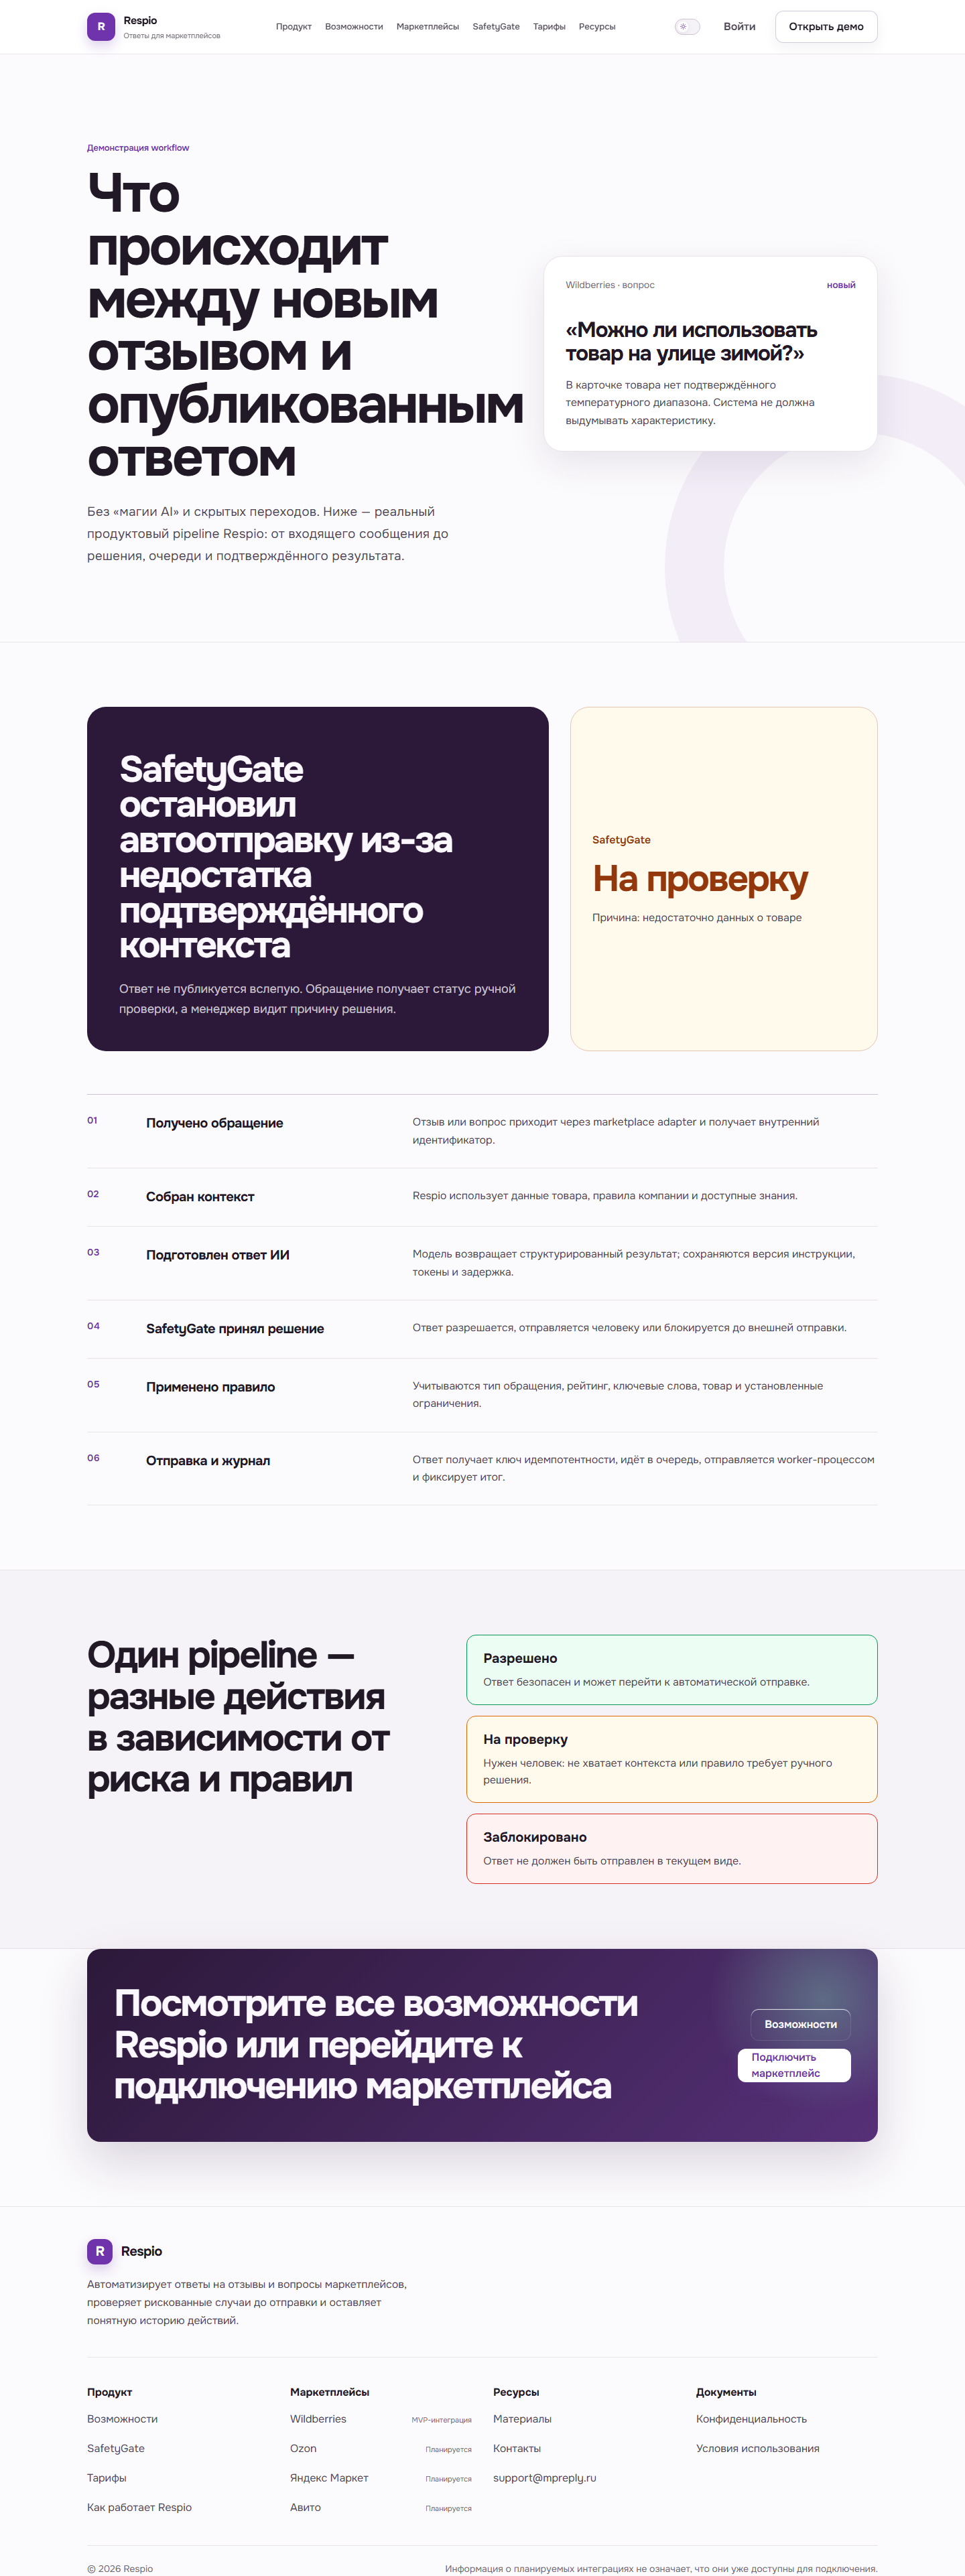 R
Respio
Ответы для маркетплейсов
Продукт
Возможности
Маркетплейсы
SafetyGate
Тарифы
Ресурсы
Войти
Открыть демо
Демонстрация workflow
Что
происходит
между новым
отзывом и
опубликованным
ответом
Без «магии AI» и скрытых переходов. Ниже — реальный
продуктовый pipeline Respio: от входящего сообщения до
решения, очереди и подтверждённого результата.
Wildberries · вопрос
новый
«Можно ли использовать
товар на улице зимой?»
В карточке товара нет подтверждённого
температурного диапазона. Система не должна
выдумывать характеристику.
SafetyGate
остановил
автоотправку из-за
недостатка
подтверждённого
контекста
Ответ не публикуется вслепую. Обращение получает статус ручной
проверки, а менеджер видит причину решения.
SafetyGate
На проверку
Причина: недостаточно данных о товаре
01
Получено обращение
Отзыв или вопрос приходит через marketplace adapter и получает внутренний
идентификатор.
02
Собран контекст
Respio использует данные товара, правила компании и доступные знания.
03
Подготовлен ответ ИИ
Модель возвращает структурированный результат; сохраняются версия инструкции,
токены и задержка.
04
SafetyGate принял решение
Ответ разрешается, отправляется человеку или блокируется до внешней отправки.
05
Применено правило
Учитываются тип обращения, рейтинг, ключевые слова, товар и установленные
ограничения.
06
Отправка и журнал
Ответ получает ключ идемпотентности, идёт в очередь, отправляется worker-процессом
и фиксирует итог.
Один pipeline —
разные действия
в зависимости от
риска и правил
Разрешено
Ответ безопасен и может перейти к автоматической отправке.
На проверку
Нужен человек: не хватает контекста или правило требует ручного
решения.
Заблокировано
Ответ не должен быть отправлен в текущем виде.
Посмотрите все возможности
Respio или перейдите к
подключению маркетплейса
Возможности
Подключить
маркетплейс
R
Respio
Автоматизирует ответы на отзывы и вопросы маркетплейсов,
проверяет рискованные случаи до отправки и оставляет
понятную историю действий.
Продукт
Возможности
SafetyGate
Тарифы
Как работает Respio
Маркетплейсы
Wildberries
MVP-интеграция
Ozon
Планируется
Яндекс Маркет
Планируется
Авито
Планируется
Ресурсы
Материалы
Контакты
support@mpreply.ru
Документы
Конфиденциальность
Условия использования
© 2026 Respio
Информация о планируемых интеграциях не означает, что они уже доступны для подключения.